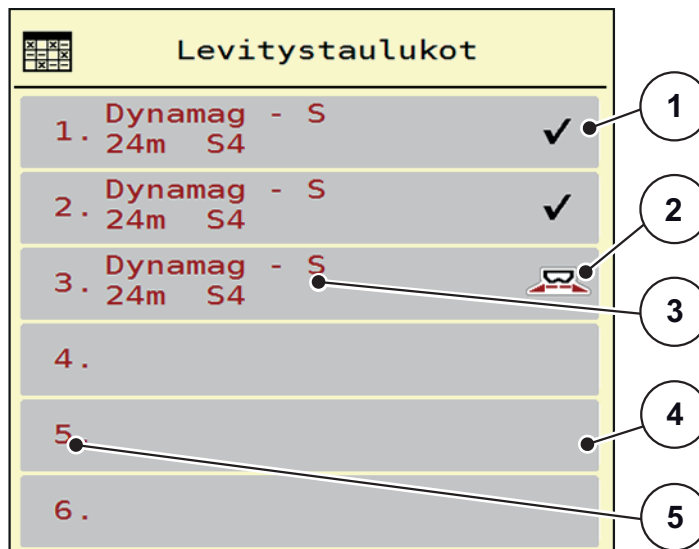 Levitystaulukot
1. Dynamag - S
24m S4
2. Dynamag - S
24m S4
3. Dynamag - S
24m S4
4.
5.
6.
1
2
3
4
5